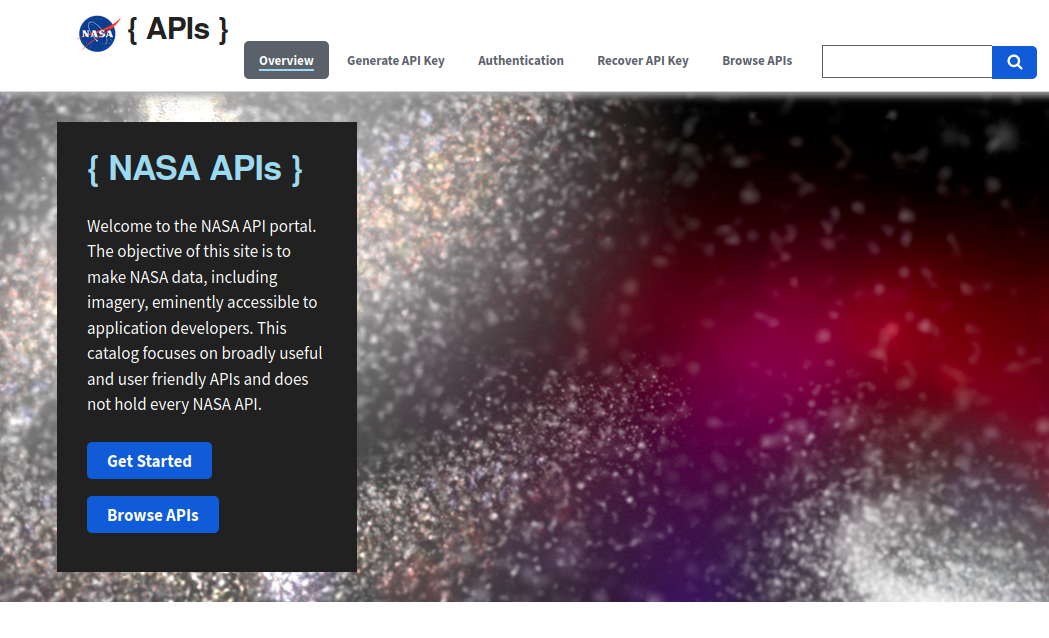 NASA
{ APIs }
Overview
Generate API Key
Authentication
Recover API Key
Browse APIs
{ NASA APIs }
Welcome to the NASA API portal.
The objective of this site is to
make NASA data, including
imagery, eminently accessible to
application developers. This
catalog focuses on broadly useful
and user friendly APIs and does
not hold every NASA API.
Get Started
Browse APIs